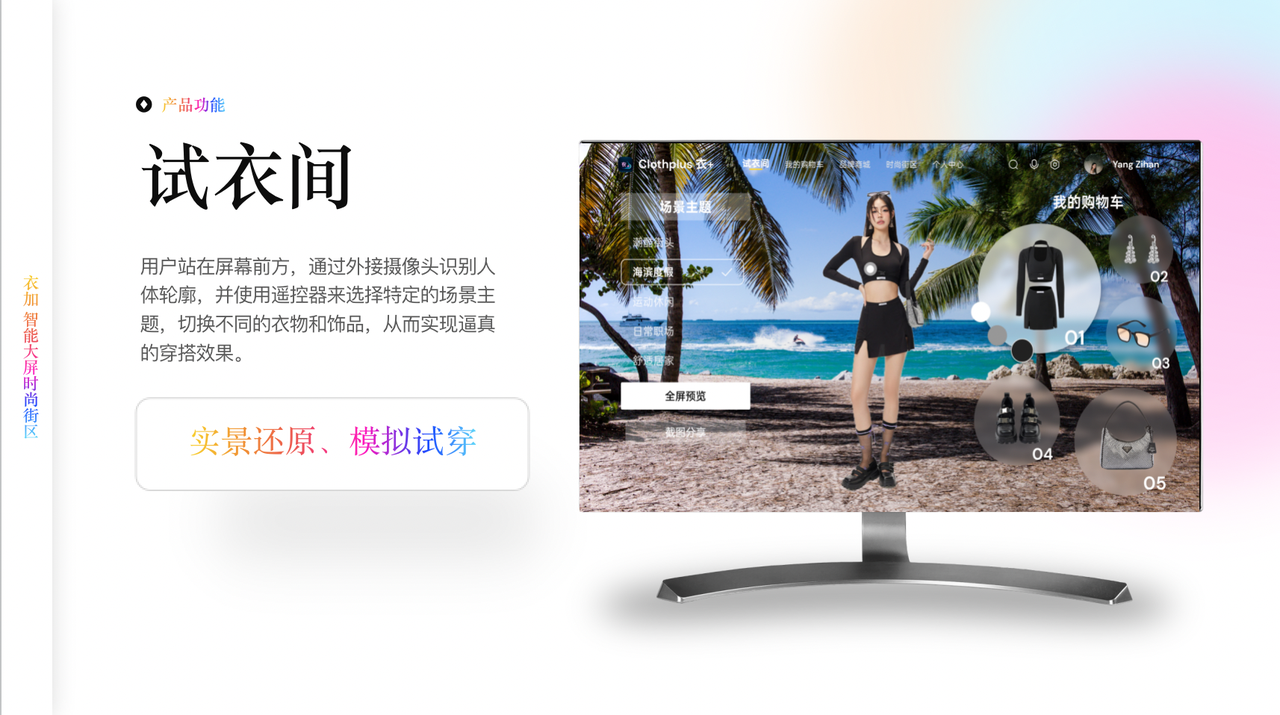 产品功能
试衣间
用户站在屏幕前方，通过外接摄像头识别人
体轮廓，并使用遥控器来选择特定的场景主
题，切换不同的衣物和饰品，从而实现逼真
的穿搭效果。
实景还原、模拟试穿
衣加 智能大屏时尚街区
Clothplus 衣+ 试衣间 我的购物车 品牌商城 时尚街区 个人中心 Yang Zihan
场景主题
潮酷街头
海滨度假
运动休闲
日常职场
舒适居家
全屏预览
截图分享
我的购物车
01
02
03
04
05